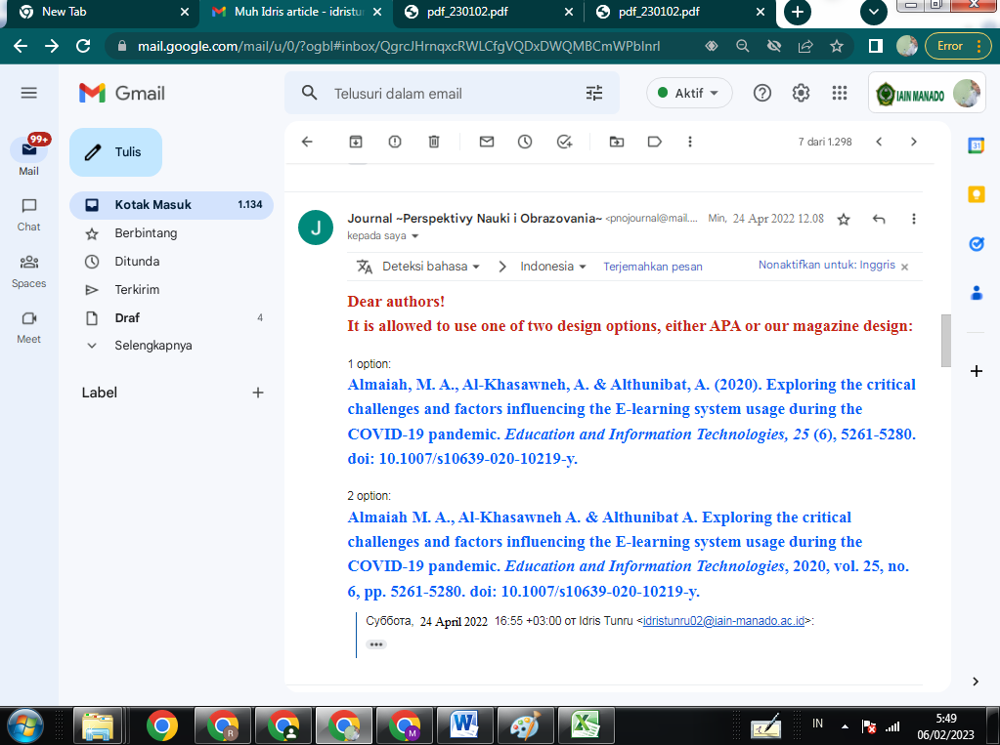 New Tab
Muh Idris article - idristu
pdf_230102.pdf
pdf_230102.pdf
mail.google.com/mail/u/0/?ogbl#inbox/QgrcJHrnqxcRWLCfgVQDxDWQMBCmWPblnrl
Error
Gmail
Telusuri dalam email
Aktif
IAIN MANADO
99+
Mail
Chat
Spaces
Meet
Tulis
Kotak Masuk 1.134
Berbintang
Ditunda
Terkirim
Draf 4
Selengkapnya
Label
7 dari 1.298
J
Journal ~Perspektivy Nauki i Obrazovania~ <pnojournal@mail.... Min, 24 Apr 2022 12.08
kepada saya
Deteksi bahasa Indonesia Terjemahkan pesan Nonaktifkan untuk: Inggris
Dear authors!
It is allowed to use one of two design options, either APA or our magazine design:
1 option:
Almaiah, M. A., Al-Khasawneh, A. & Althunibat, A. (2020). Exploring the critical
challenges and factors influencing the E-learning system usage during the
COVID-19 pandemic. Education and Information Technologies, 25 (6), 5261-5280.
doi: 10.1007/s10639-020-10219-y.
2 option:
Almaiah M. A., Al-Khasawneh A. & Althunibat A. Exploring the critical
challenges and factors influencing the E-learning system usage during the
COVID-19 pandemic. Education and Information Technologies, 2020, vol. 25, no.
6, pp. 5261-5280. doi: 10.1007/s10639-020-10219-y.
Суббота, 24 April 2022 16:55 +03:00 от Idris Tunru <idristunru02@iain-manado.ac.id>:
31
R
M
IN
5:49
06/02/2023